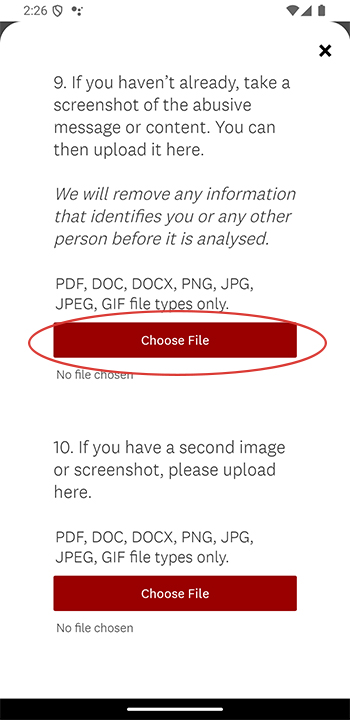 2:26
9. If you haven’t already, take a
screenshot of the abusive
message or content. You can
then upload it here.
We will remove any information
that identifies you or any other
person before it is analysed.
PDF, DOC, DOCX, PNG, JPG,
JPEG, GIF file types only.
Choose File
No file chosen
10. If you have a second image
or screenshot, please upload
here.
PDF, DOC, DOCX, PNG, JPG,
JPEG, GIF file types only.
Choose File
No file chosen